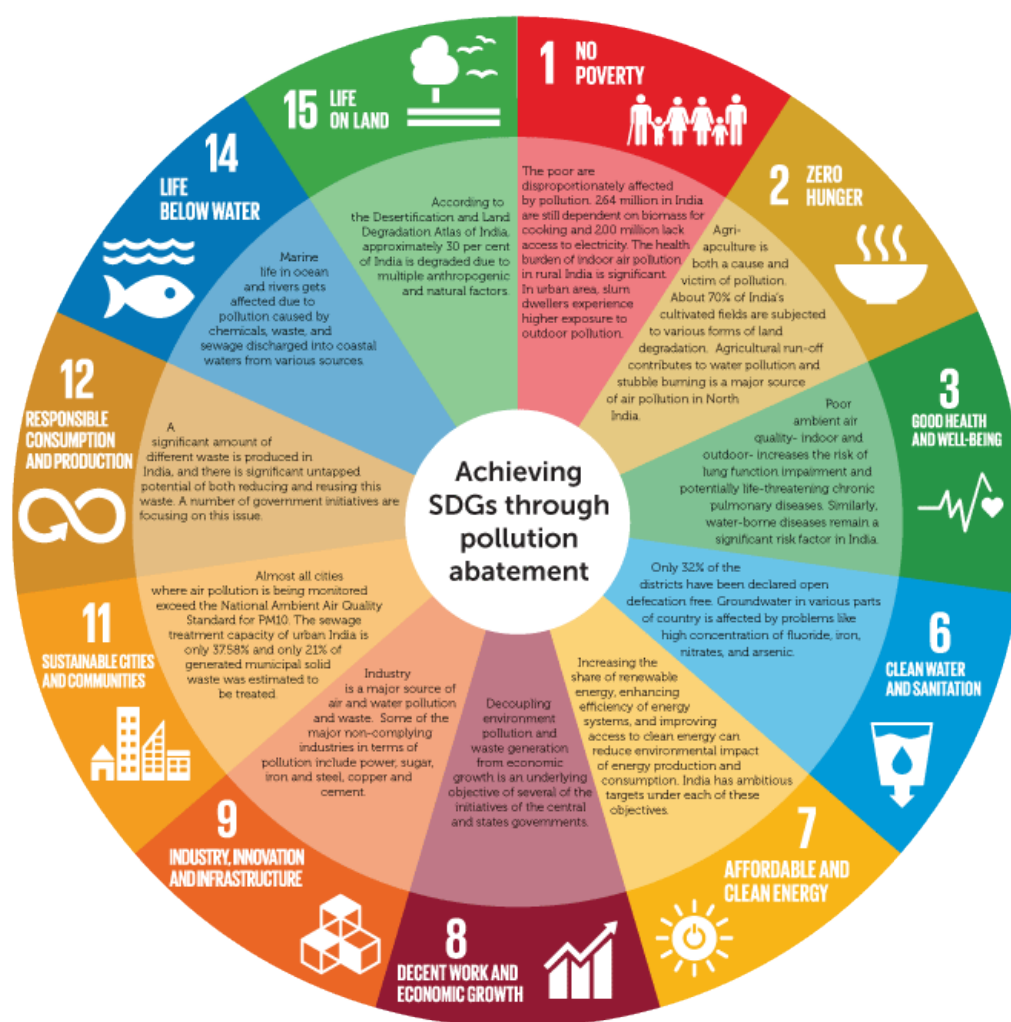 Achieving
SDGs through
pollution
abatement
1 NO
POVERTY
The poor are
disproportionately affected
by pollution. 264 million in India
are still dependent on biomass for
cooking and 200 million lack
access to electricity. The health
burden of indoor air pollution
in rural India is significant.
In urban area, slum
dwellers experience
higher exposure to
outdoor pollution.
2 ZERO
HUNGER
Agri-
apculture is
both a cause and
victim of pollution.
About 70% of India's
cultivated fields are subjected
to various forms of land
degradation. Agricultural run-off
contributes to water pollution and
stubble burning is a major source
of air pollution in North
India.
3
GOOD HEALTH
AND WELL-BEING
Poor
ambient air
quality- indoor and
outdoor- increases the risk of
lung function impairment and
potentially life-threatening chronic
pulmonary diseases. Similarly,
water-borne diseases remain a
significant risk factor in India.
6
CLEAN WATER
AND SANITATION
Only 32% of the
districts have been declared open
defecation free. Groundwater in various parts
of country is affected by problems like
high concentration of fluoride, iron,
nitrates, and arsenic.
7
AFFORDABLE AND
CLEAN ENERGY
Increasing the
share of renewable
energy, enhancing
efficiency of energy
systems, and improving
access to clean energy can
reduce environmental impact
of energy production and
consumption. India has ambitious
targets under each of these
objectives.
8
DECENT WORK AND
ECONOMIC GROWTH
Decoupling
environment
pollution and
waste generation
from economic
growth is an underlying
objective of several of the
initiatives of the central
and states governments.
9
INDUSTRY, INNOVATION
AND INFRASTRUCTURE
Industry
is a major source of
air and water pollution
and waste. Some of the
major non-complying
industries in terms of
pollution include power, sugar,
iron and steel, copper and
cement.
11
SUSTAINABLE CITIES
AND COMMUNITIES
Almost all cities
where air pollution is being monitored
exceed the National Ambient Air Quality
Standard for PM10. The sewage
treatment capacity of urban India is
only 37.58% and only 21% of
generated municipal solid
waste was estimated to
be treated.
12
RESPONSIBLE
CONSUMPTION
AND PRODUCTION
A
significant amount of
different waste is produced in
India, and there is significant untapped
potential of both reducing and reusing this
waste. A number of government initiatives are
focusing on this issue.
14
LIFE
BELOW WATER
Marine
life in ocean
and rivers gets
affected due to
pollution caused by
chemicals, waste, and
sewage discharged into coastal
waters from various sources.
15 LIFE
ON LAND
According to
the Desertification and Land
Degradation Atlas of India,
approximately 30 per cent
of India is degraded due to
multiple anthropogenic
and natural factors.